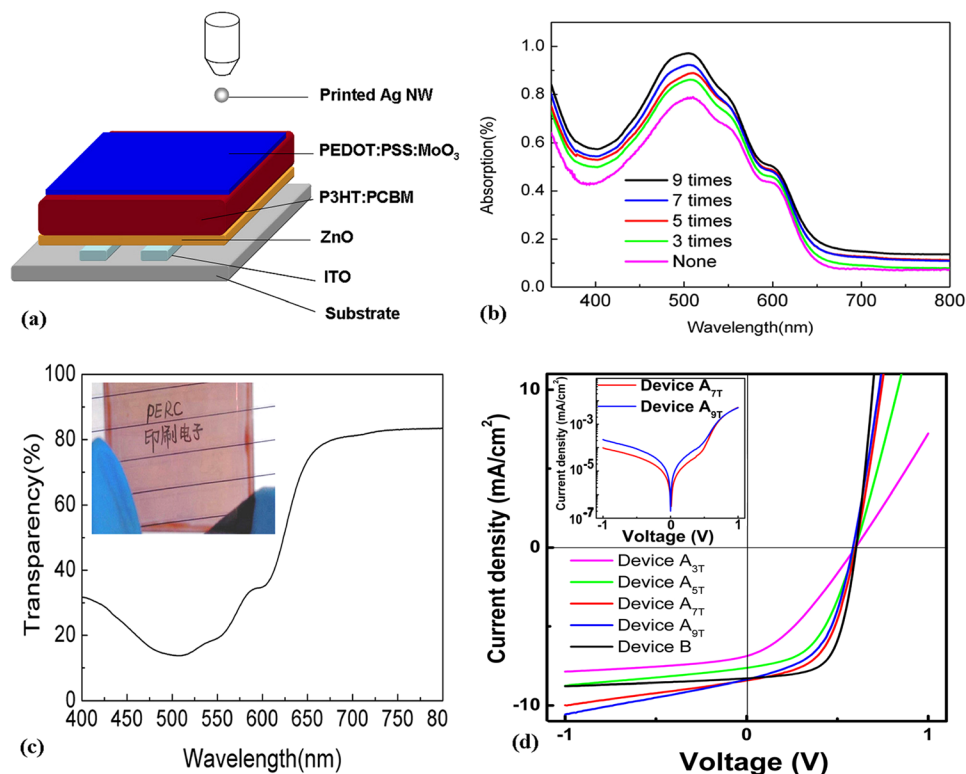 Printed Ag NW
PEDOT:PSS:MoO₃
P3HT:PCBM
ZnO
ITO
Substrate
(a)
Absorption(%)
1.0
0.8
0.6
0.4
0.2
0.0
9 times
7 times
5 times
3 times
None
400 500 600 700 800
Wavelength(nm)
(b)
Transparency(%)
100
80
60
40
20
0
PERC
印刷电子
400 450 500 550 600 650 700 750 80
Wavelength(nm)
(c)
Current density (mA/cm²)
10
0
-10
Current density (mA/cm²)
10⁻³
10⁻⁵
10⁻⁷
Device A₇T
Device A₉T
-1 0 1
Voltage (V)
Device A₃T
Device A₅T
Device A₇T
Device A₉T
Device B
-1 0 1
Voltage (V)
(d)